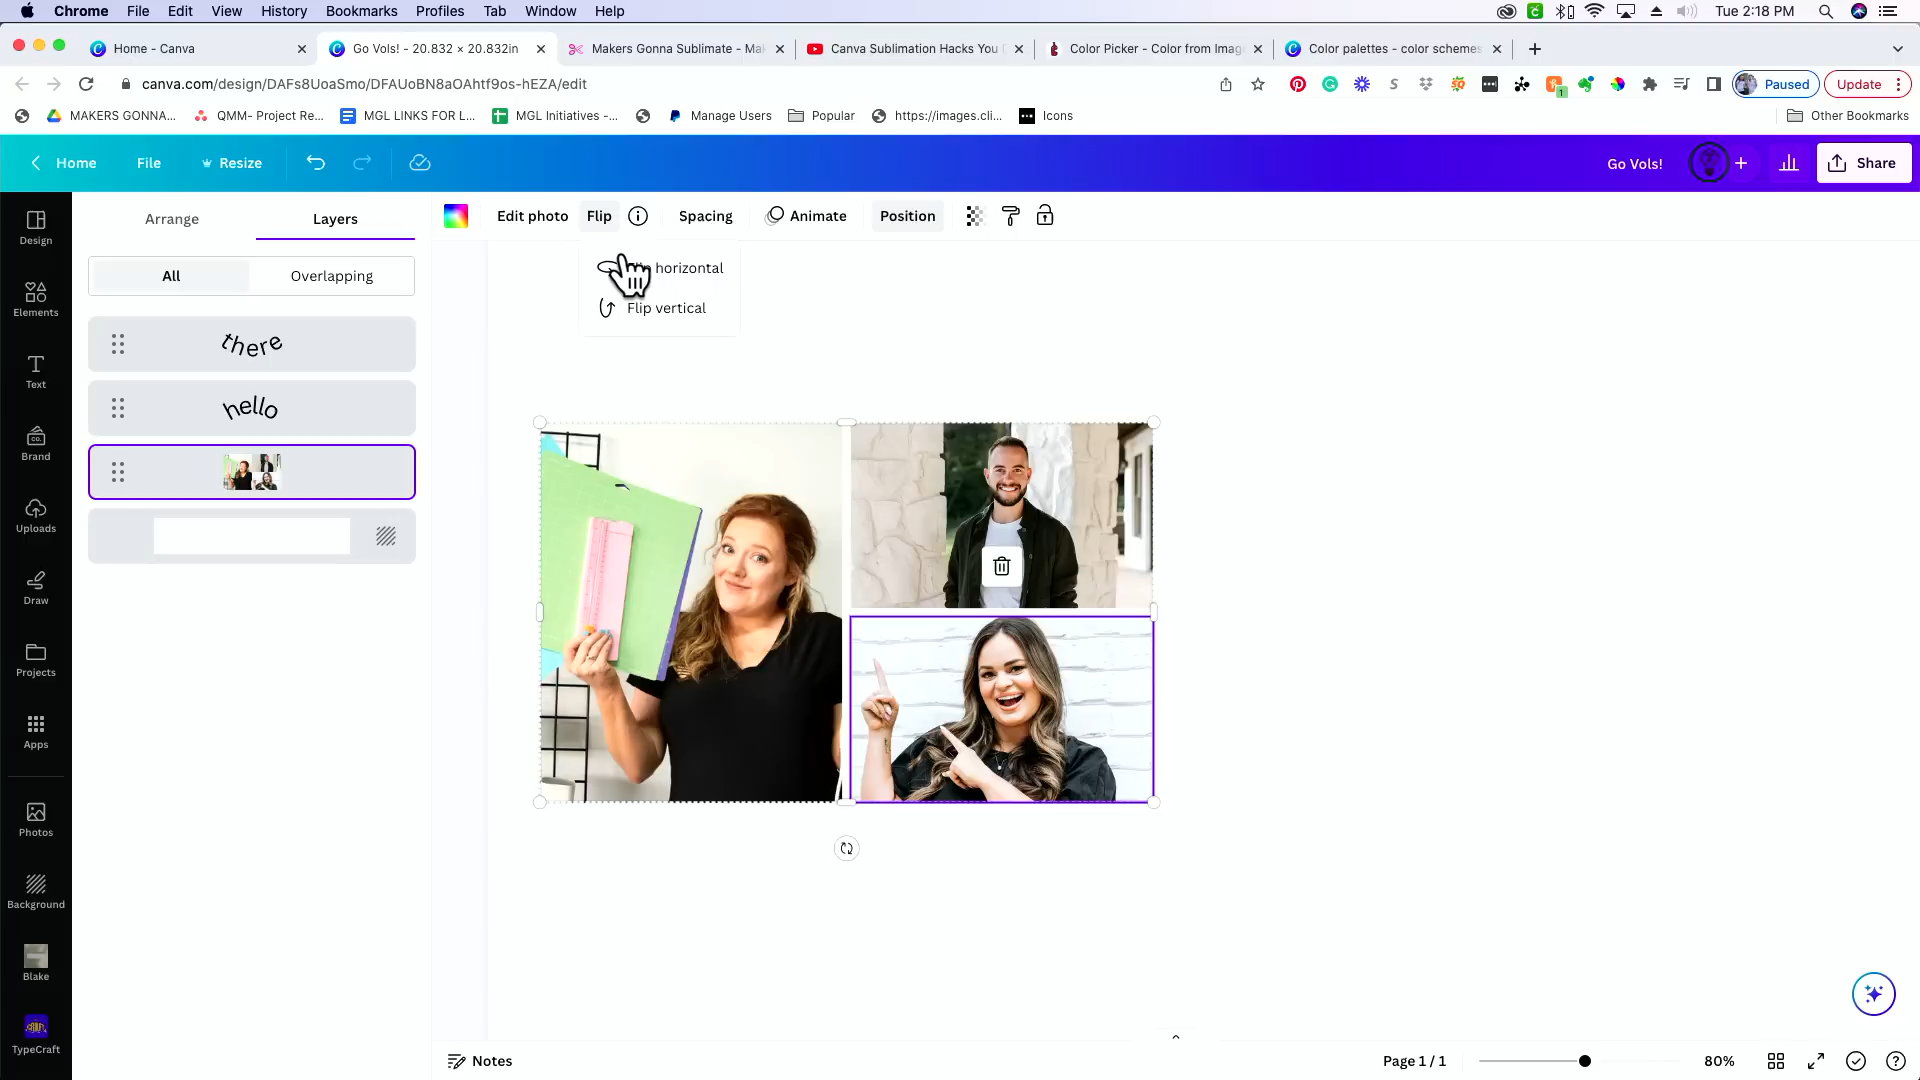 Chrome File Edit View History Bookmarks Profiles Tab Window Help Tue 2:18 PM
Home - Canva Go Vols! - 20.832 × 20.832in Makers Gonna Sublimate - Mak Canva Sublimation Hacks You Color Picker - Color from Imag Color palettes - color schemes
canva.com/design/DAFs8UoaSmo/DFAUoBN8aOAhtf9os-hEZA/edit S 1 Paused Update
MAKERS GONNA... QMM- Project Re... MGL LINKS FOR L... MGL Initiatives -... Manage Users Popular https://images.cli... Icons Other Bookmarks
Home File Resize Go Vols! Share
Arrange Layers Edit photo Flip Spacing Animate Position
Design
All Overlapping horizontal
Flip vertical
Elements
there
Text
hello
co.
Brand
Uploads
Draw
Projects
Apps
Photos
Background
Blake
TypeCraft
Notes Page 1 / 1 80%